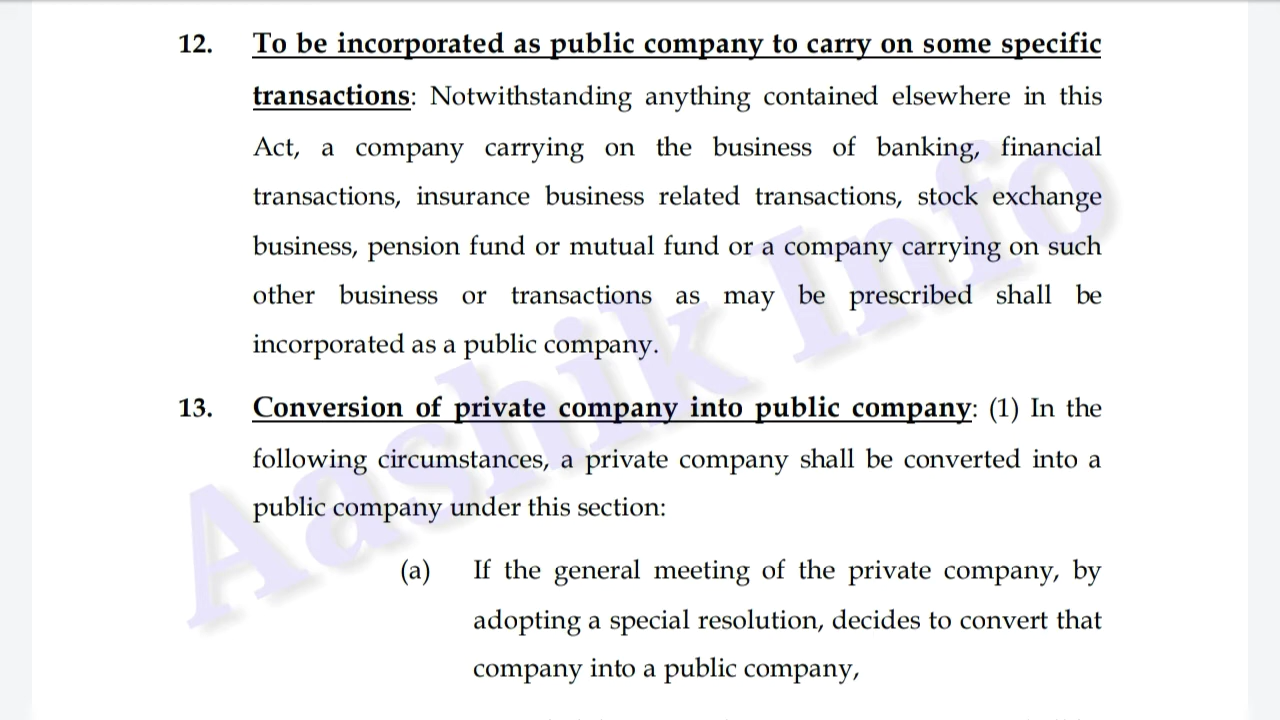 12. To be incorporated as public company to carry on some specific
transactions: Notwithstanding anything contained elsewhere in this
Act, a company carrying on the business of banking, financial
transactions, insurance business related transactions, stock exchange
business, pension fund or mutual fund or a company carrying on such
other business or transactions as may be prescribed shall be
incorporated as a public company.
13. Conversion of private company into public company: (1) In the
following circumstances, a private company shall be converted into a
public company under this section:
(a) If the general meeting of the private company, by
adopting a special resolution, decides to convert that
company into a public company,
Aashik Info